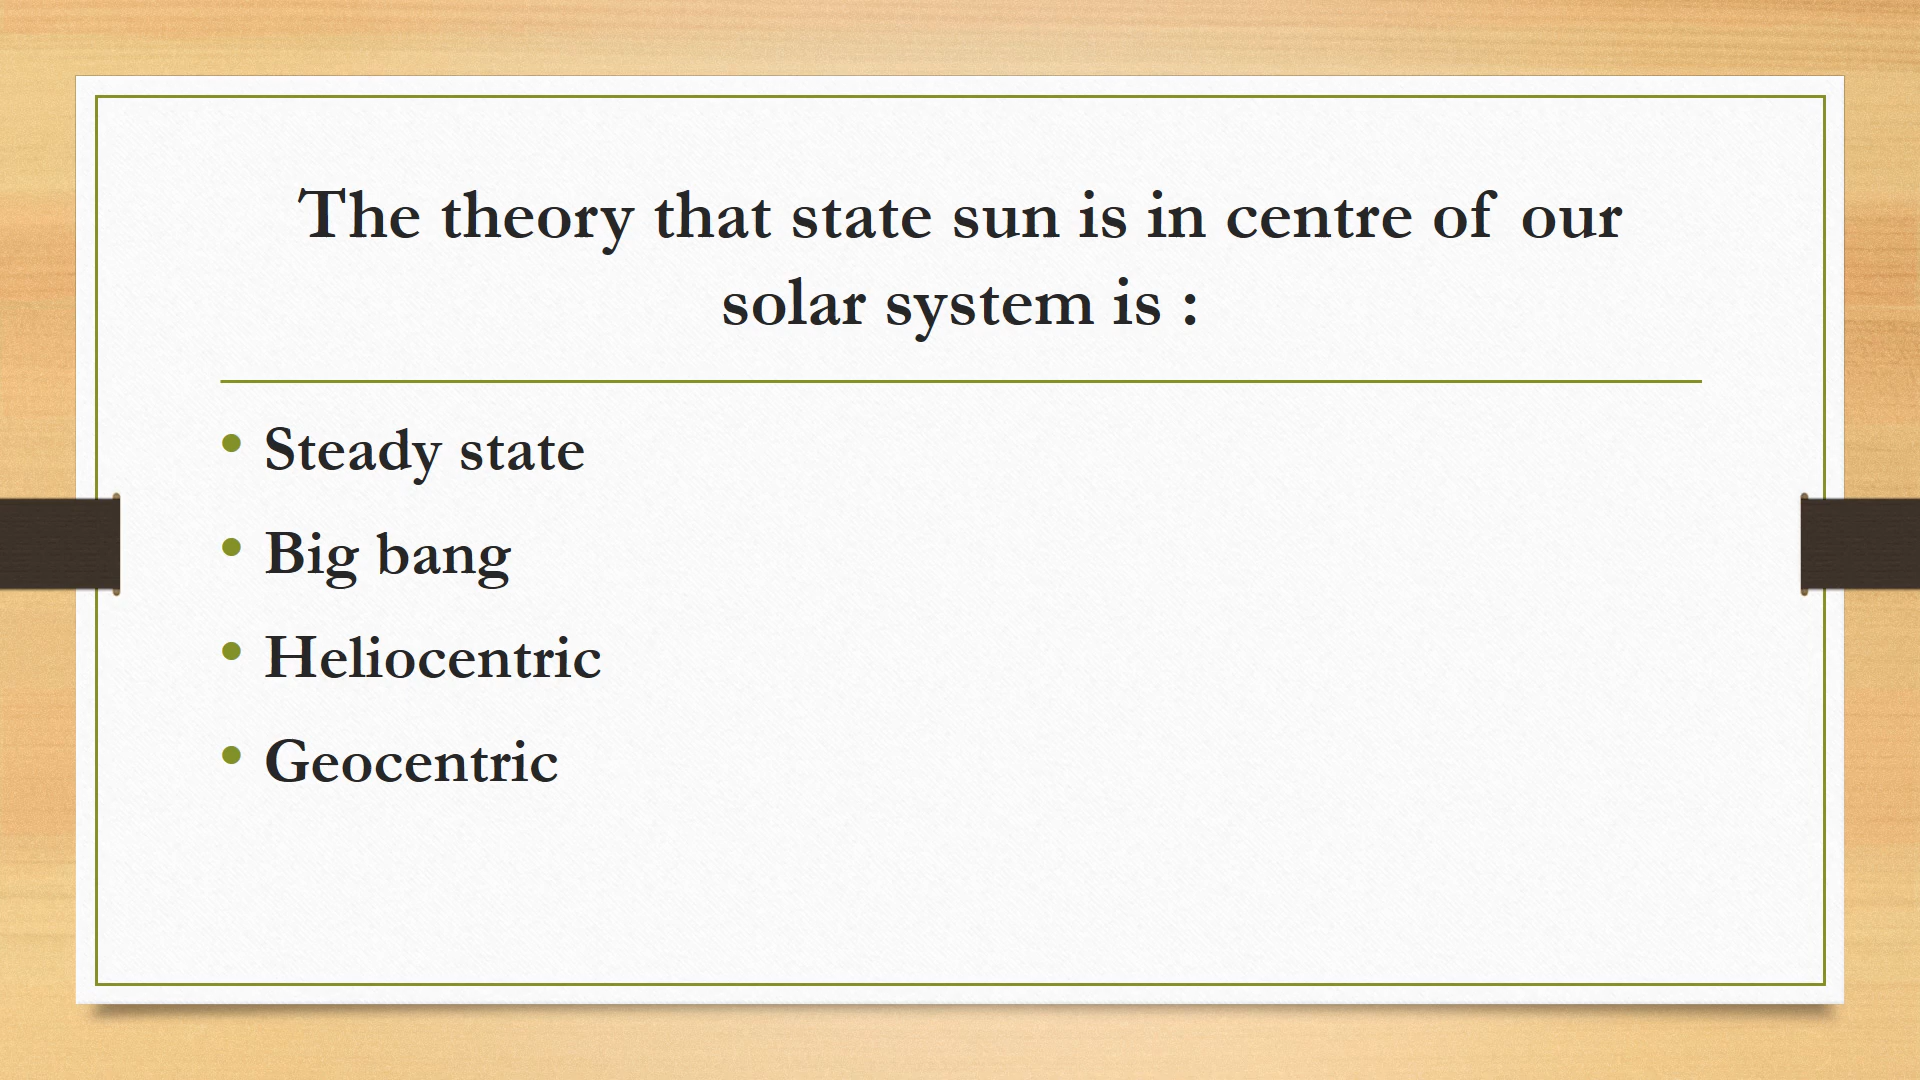 The theory that state sun is in centre of our
solar system is :
• Steady state
• Big bang
• Heliocentric
• Geocentric